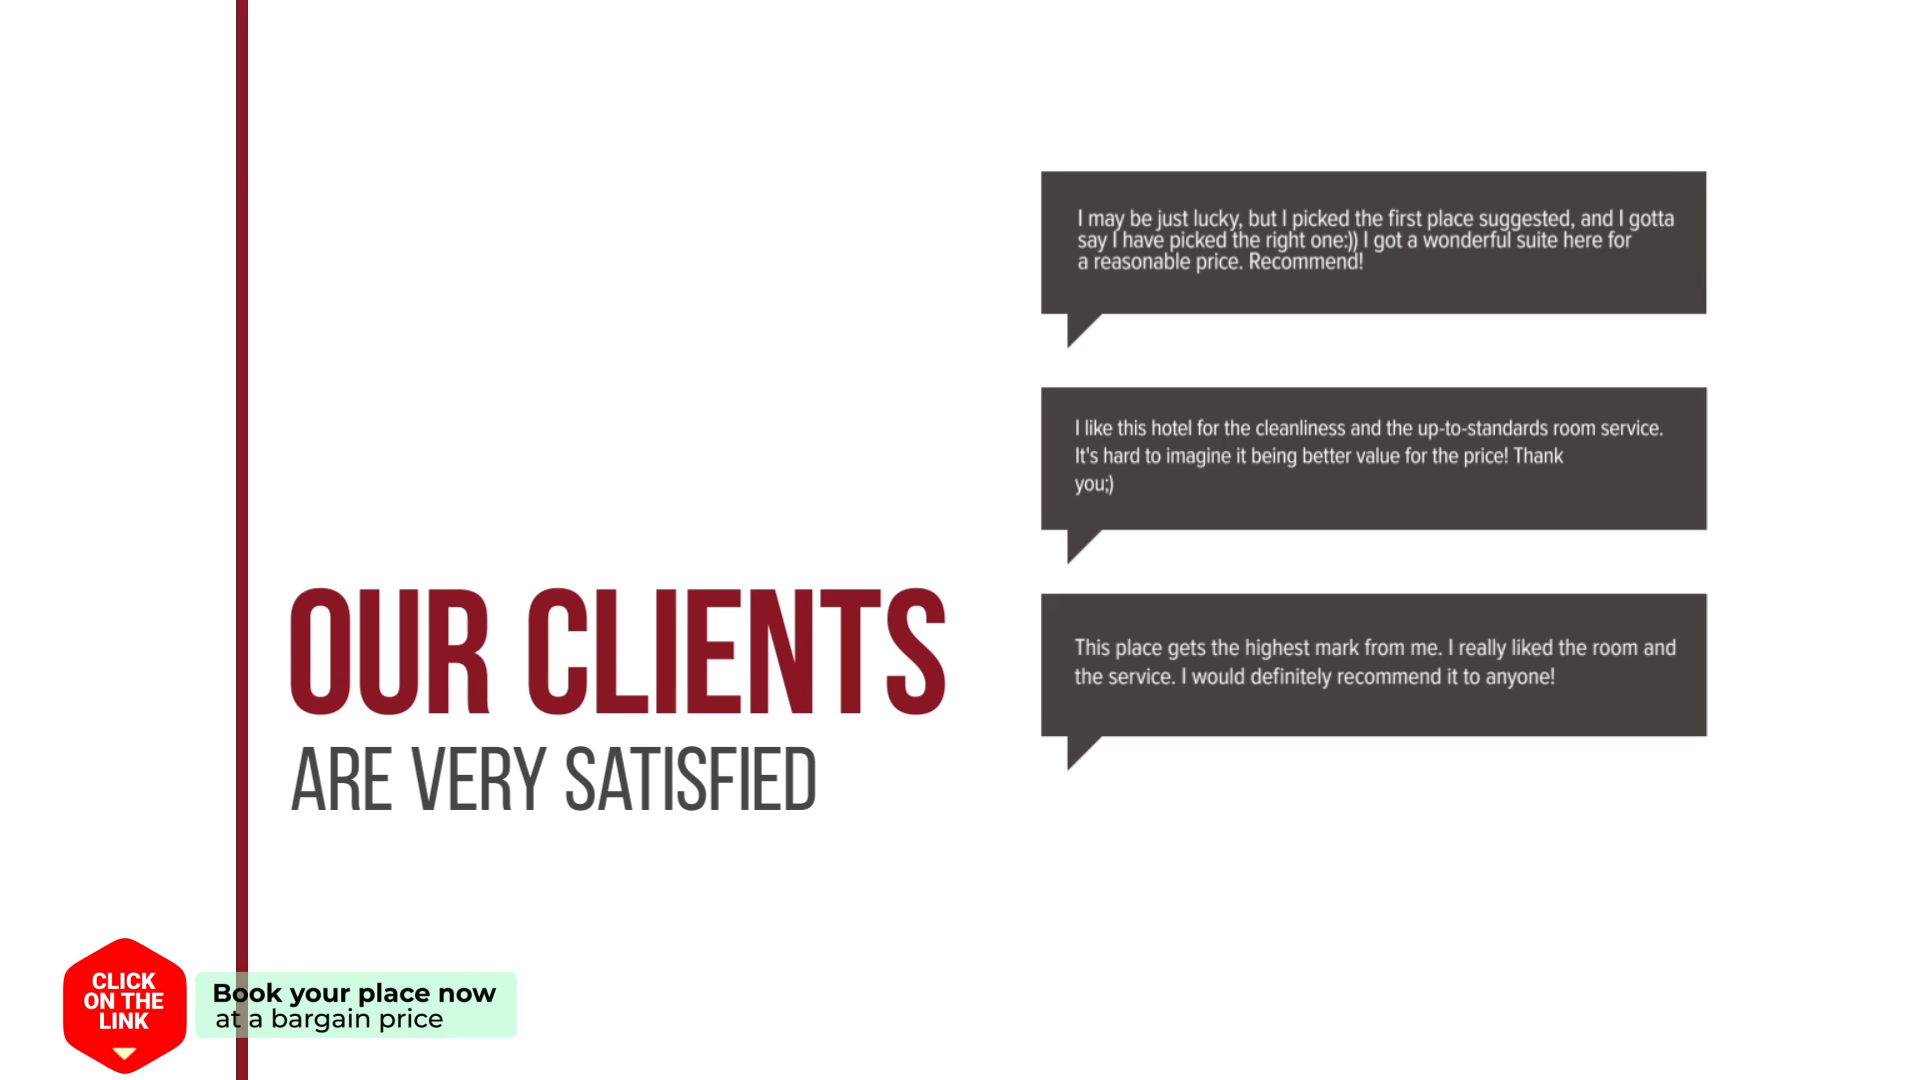 I may be just lucky, but I picked the first place suggested, and I gotta
say I have picked the right one:)) I got a wonderful suite here for
a reasonable price. Recommend!
I like this hotel for the cleanliness and the up-to-standards room service.
It's hard to imagine it being better value for the price! Thank
you;)
This place gets the highest mark from me. I really liked the room and
the service. I would definitely recommend it to anyone!
OUR CLIENTS
ARE VERY SATISFIED
CLICK
ON THE
LINK
Book your place now
at a bargain price